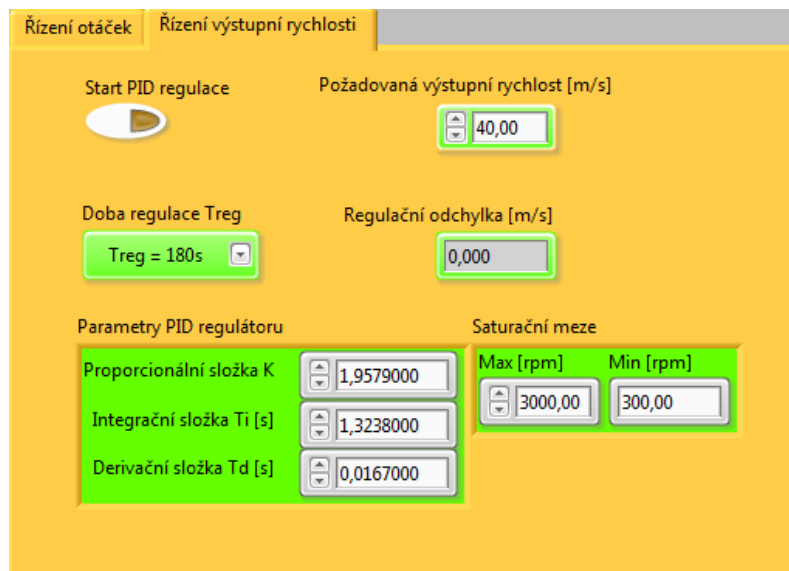 Řízení otáček
Řízení výstupní rychlosti
Start PID regulace
Požadovaná výstupní rychlost [m/s]
40,00
Doba regulace Treg
Regulační odchylka [m/s]
Treg = 180s
0,000
Parametry PID regulátoru
Saturační meze
Proporcionální složka K
1,9579000
Max [rpm]
Min [rpm]
3000,00
300,00
Integrační složka Ti [s]
1,3238000
Derivační složka Td [s]
0,0167000